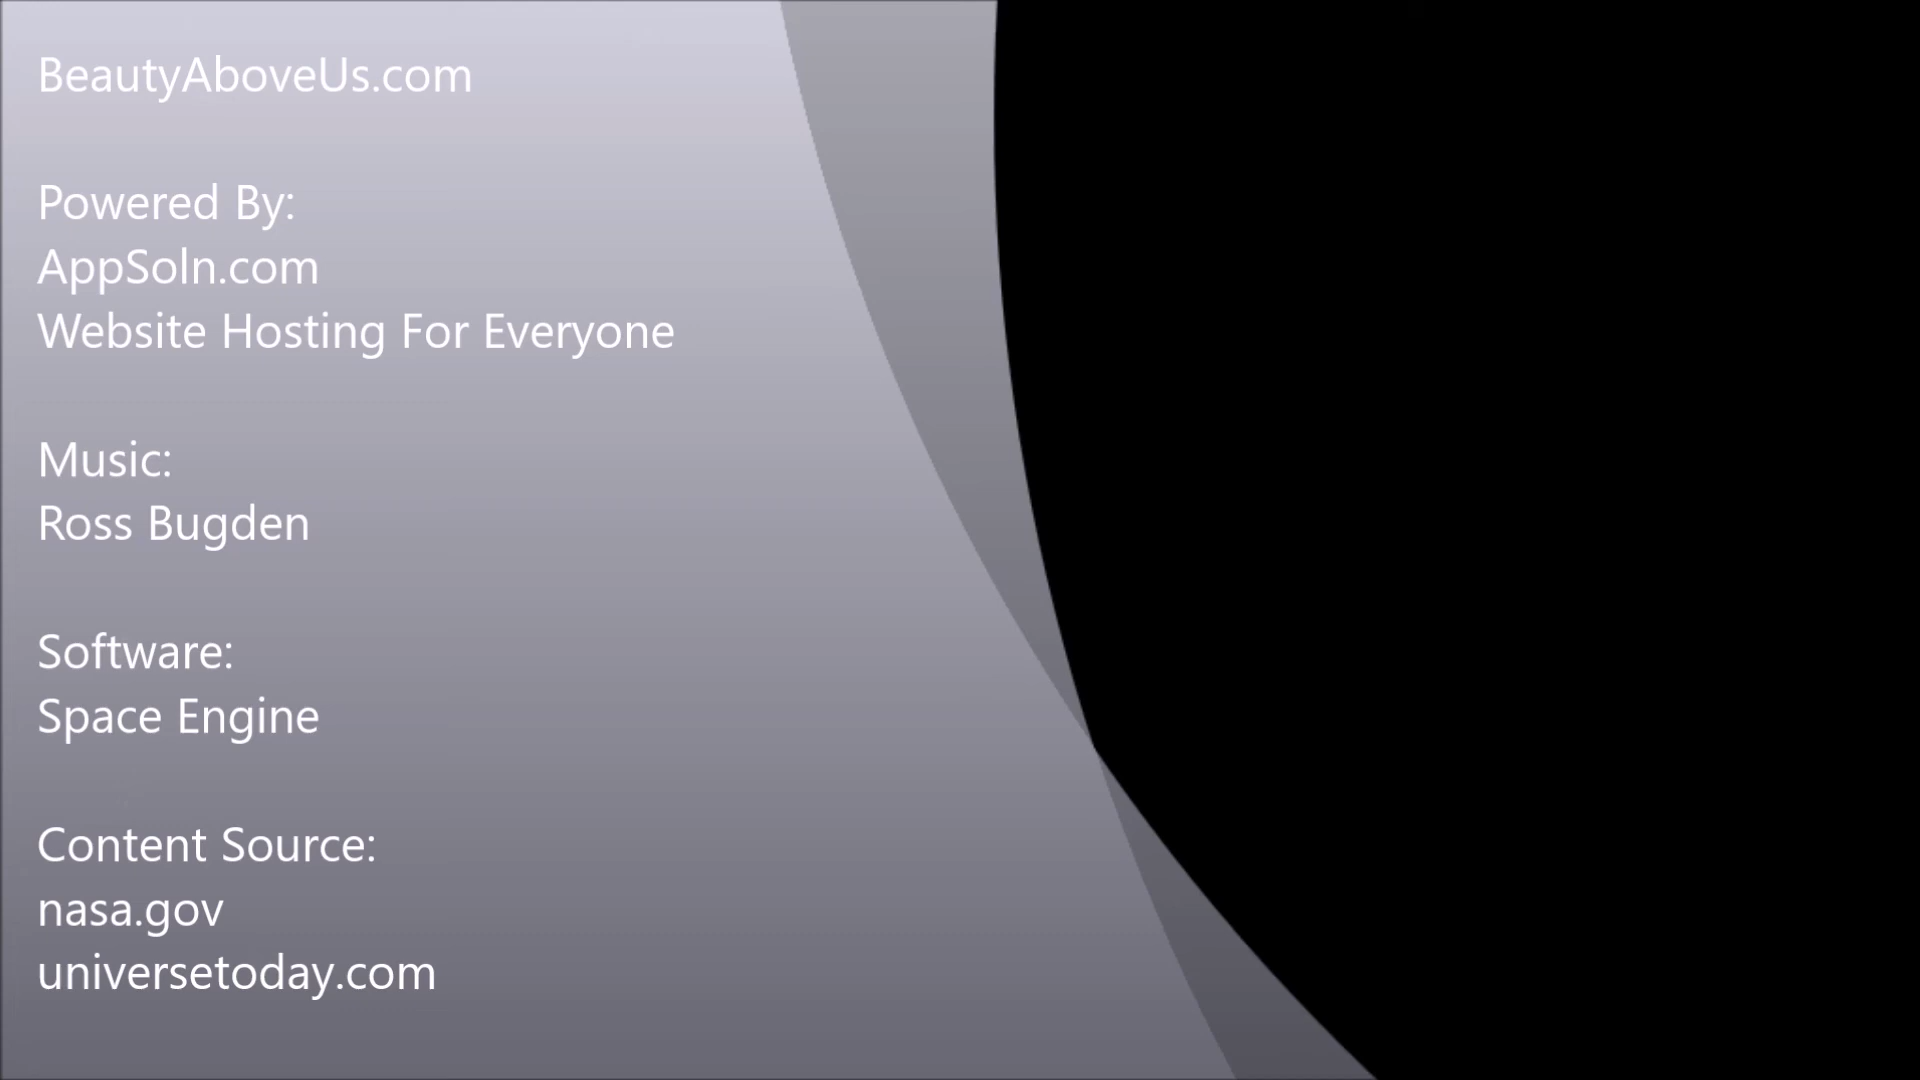 BeautyAboveUs.com
Powered By:
AppSoln.com
Website Hosting For Everyone
Music:
Ross Bugden
Software:
Space Engine
Content Source:
nasa.gov
universetoday.com